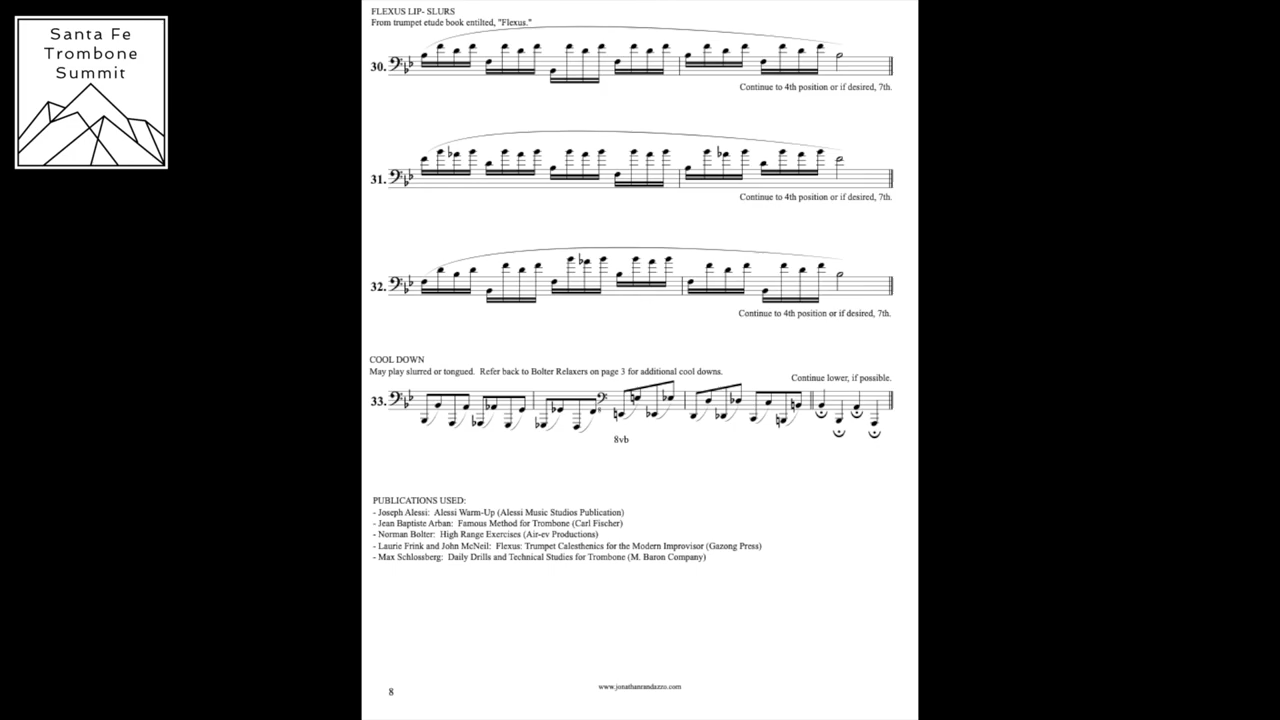 Santa Fe
Trombone
Summit
FLEXUS LIP- SLURS
From trumpet etude book entilted, "Flexus."
30.
Continue to 4th position or if desired, 7th.
31.
Continue to 4th position or if desired, 7th.
32.
Continue to 4th position or if desired, 7th.
COOL DOWN
May play slurred or tongued. Refer back to Bolter Relaxers on page 3 for additional cool downs.
Continue lower, if possible.
33.
8
8vb
PUBLICATIONS USED:
- Joseph Alessi: Alessi Warm-Up (Alessi Music Studios Publication)
- Jean Baptiste Arban: Famous Method for Trombone (Carl Fischer)
- Norman Bolter: High Range Exercises (Air-ev Productions)
- Laurie Frink and John McNeil: Flexus: Trumpet Calesthenics for the Modern Improvisor (Gazong Press)
- Max Schlossberg: Daily Drills and Technical Studies for Trombone (M. Baron Company)
www.jonathanrandazzo.com
8